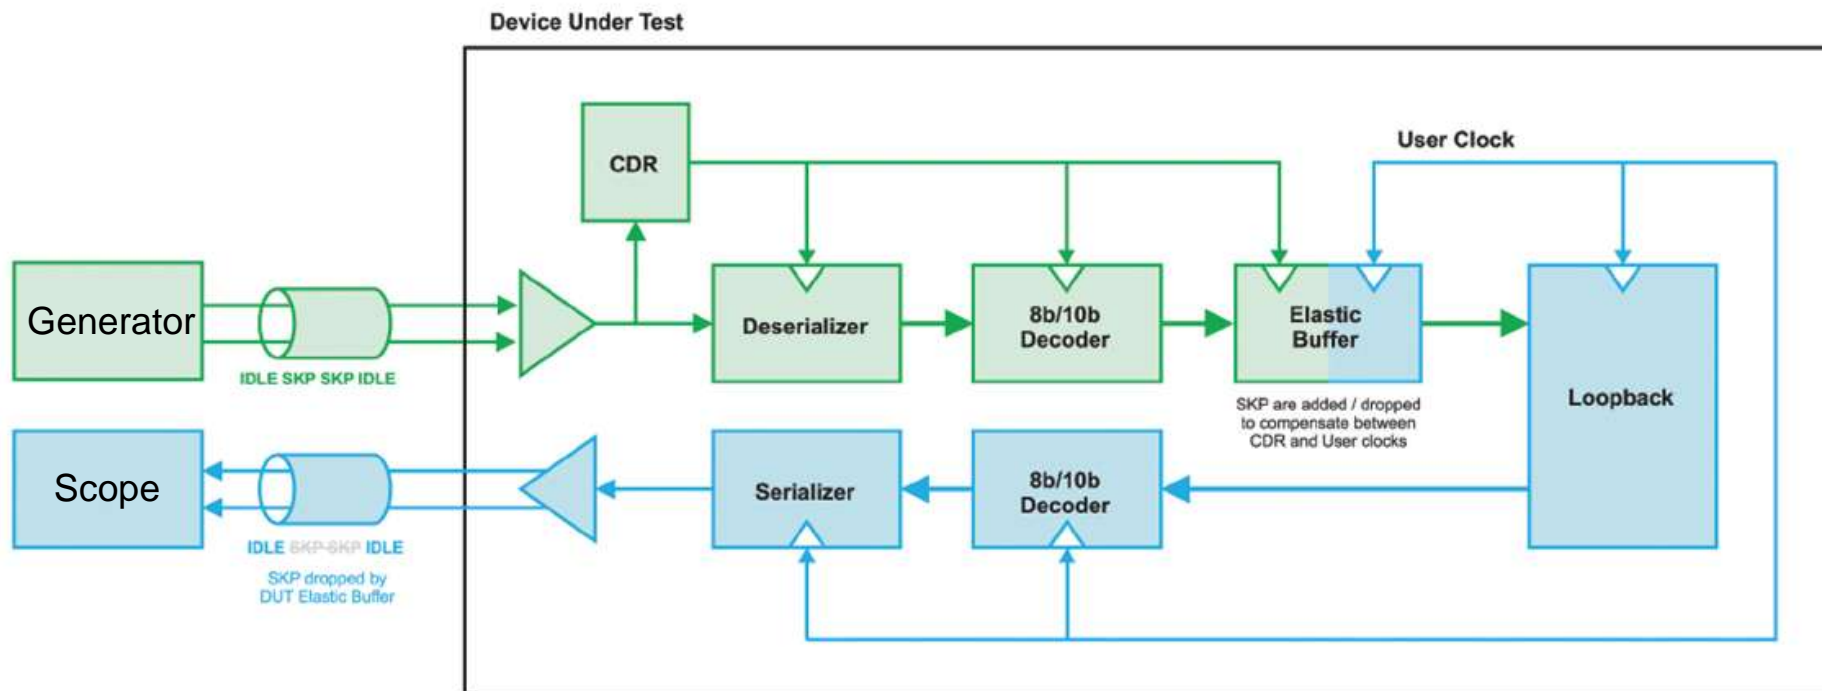 Device Under Test
CDR
User Clock
Generator
IDLE SKP SKP IDLE
Deserializer
8b/10b
Decoder
Elastic
Buffer
SKP are added / dropped
to compensate between
CDR and User clocks
Loopback
Scope
IDLE SKP SKP IDLE
SKP dropped by
DUT Elastic Buffer
Serializer
8b/10b
Decoder